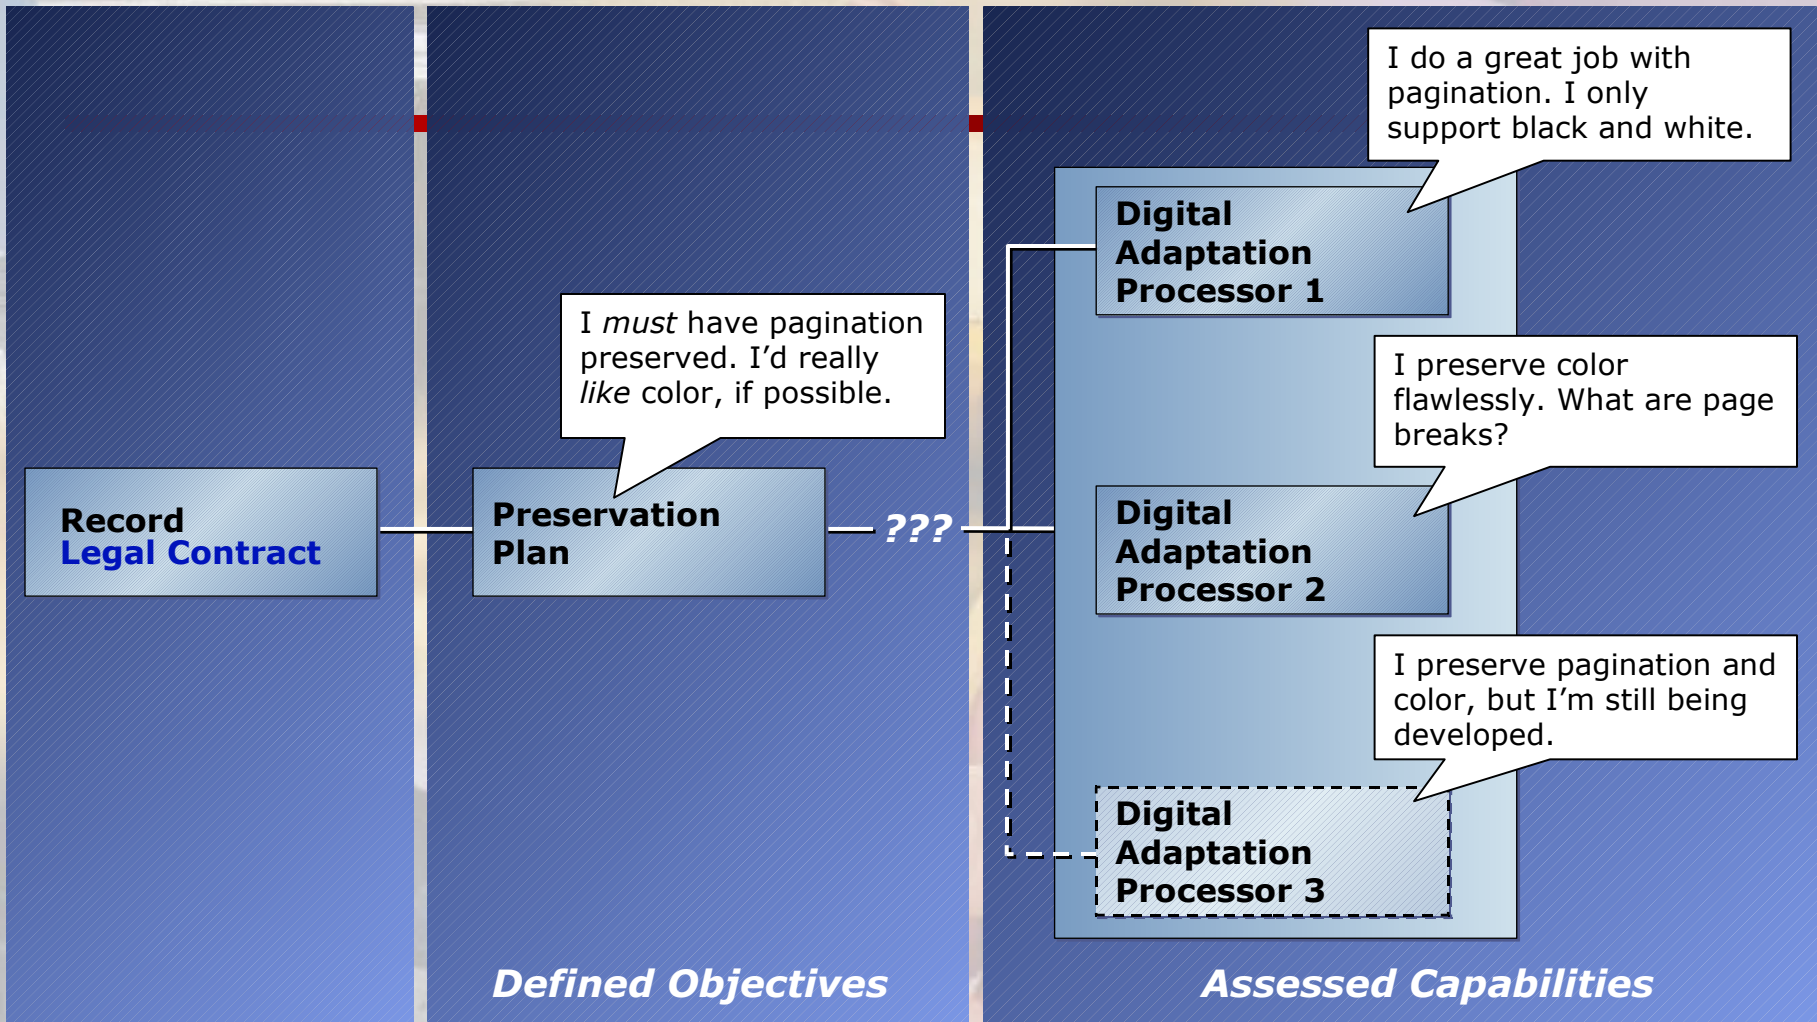 Record
Legal Contract
I must have pagination
preserved. I’d really
like color, if possible.
Preservation
Plan
???
Defined Objectives
I do a great job with
pagination. I only
support black and white.
Digital
Adaptation
Processor 1
I preserve color
flawlessly. What are page
breaks?
Digital
Adaptation
Processor 2
I preserve pagination and
color, but I’m still being
developed.
Digital
Adaptation
Processor 3
Assessed Capabilities